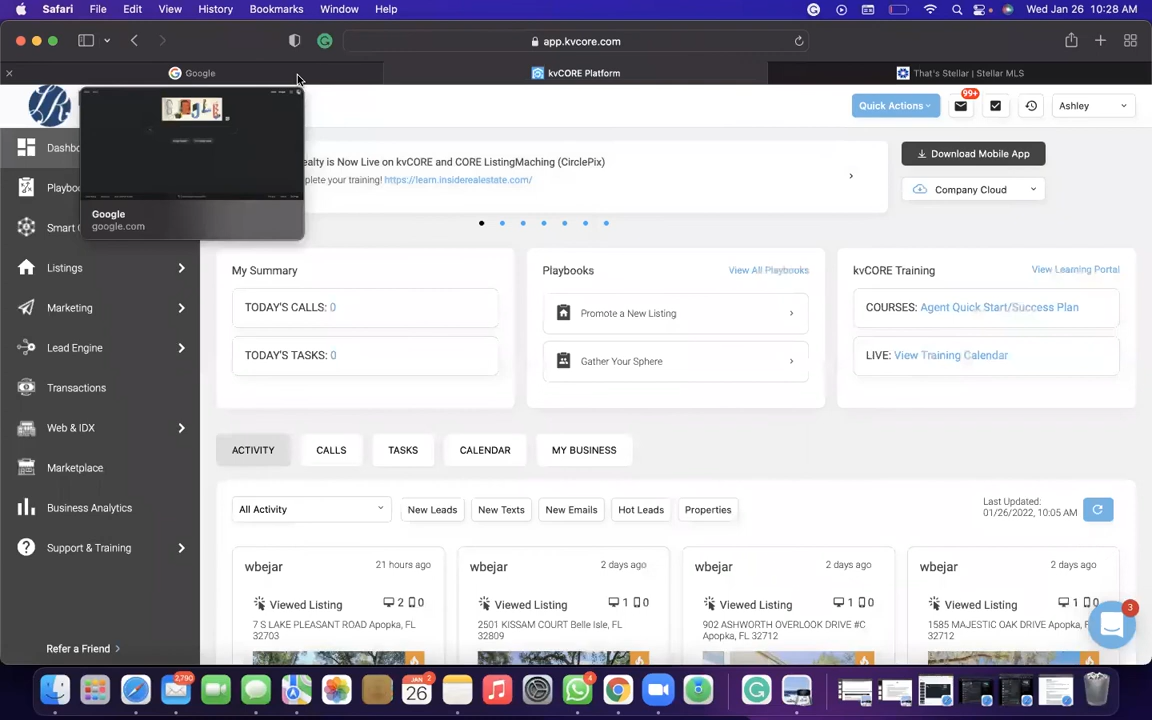 Safari File Edit View History Bookmarks Window Help
Wed Jan 26 10:28 AM
app.kvcore.com
Google
kvCORE Platform
That's Stellar | Stellar MLS
Quick Actions
99+
Ashley
Google
google.com
ealty is Now Live on kvCORE and CORE ListingMaching (CirclePix)
plete your training! https://learn.insiderealestate.com/
Download Mobile App
Company Cloud
Dashbo
Playboo
Smart C
Listings
Marketing
Lead Engine
Transactions
Web & IDX
Marketplace
Business Analytics
Support & Training
Refer a Friend
My Summary
TODAY'S CALLS: 0
TODAY'S TASKS: 0
Playbooks
View All Playbooks
Promote a New Listing
Gather Your Sphere
kvCORE Training
View Learning Portal
COURSES: Agent Quick Start/Success Plan
LIVE: View Training Calendar
ACTIVITY
CALLS
TASKS
CALENDAR
MY BUSINESS
All Activity
New Leads
New Texts
New Emails
Hot Leads
Properties
Last Updated:
01/26/2022, 10:05 AM
wbejar
21 hours ago
Viewed Listing
2 0
7 S LAKE PLEASANT ROAD Apopka, FL
32703
wbejar
2 days ago
Viewed Listing
1 0
2501 KISSAM COURT Belle Isle, FL
32809
wbejar
2 days ago
Viewed Listing
1 0
902 ASHWORTH OVERLOOK DRIVE #C
Apopka, FL 32712
wbejar
2 days ago
Viewed Listing
1 0
1585 MAJESTIC OAK DRIVE Apopka, FL
32712
3
2,790
JAN 2
26
4